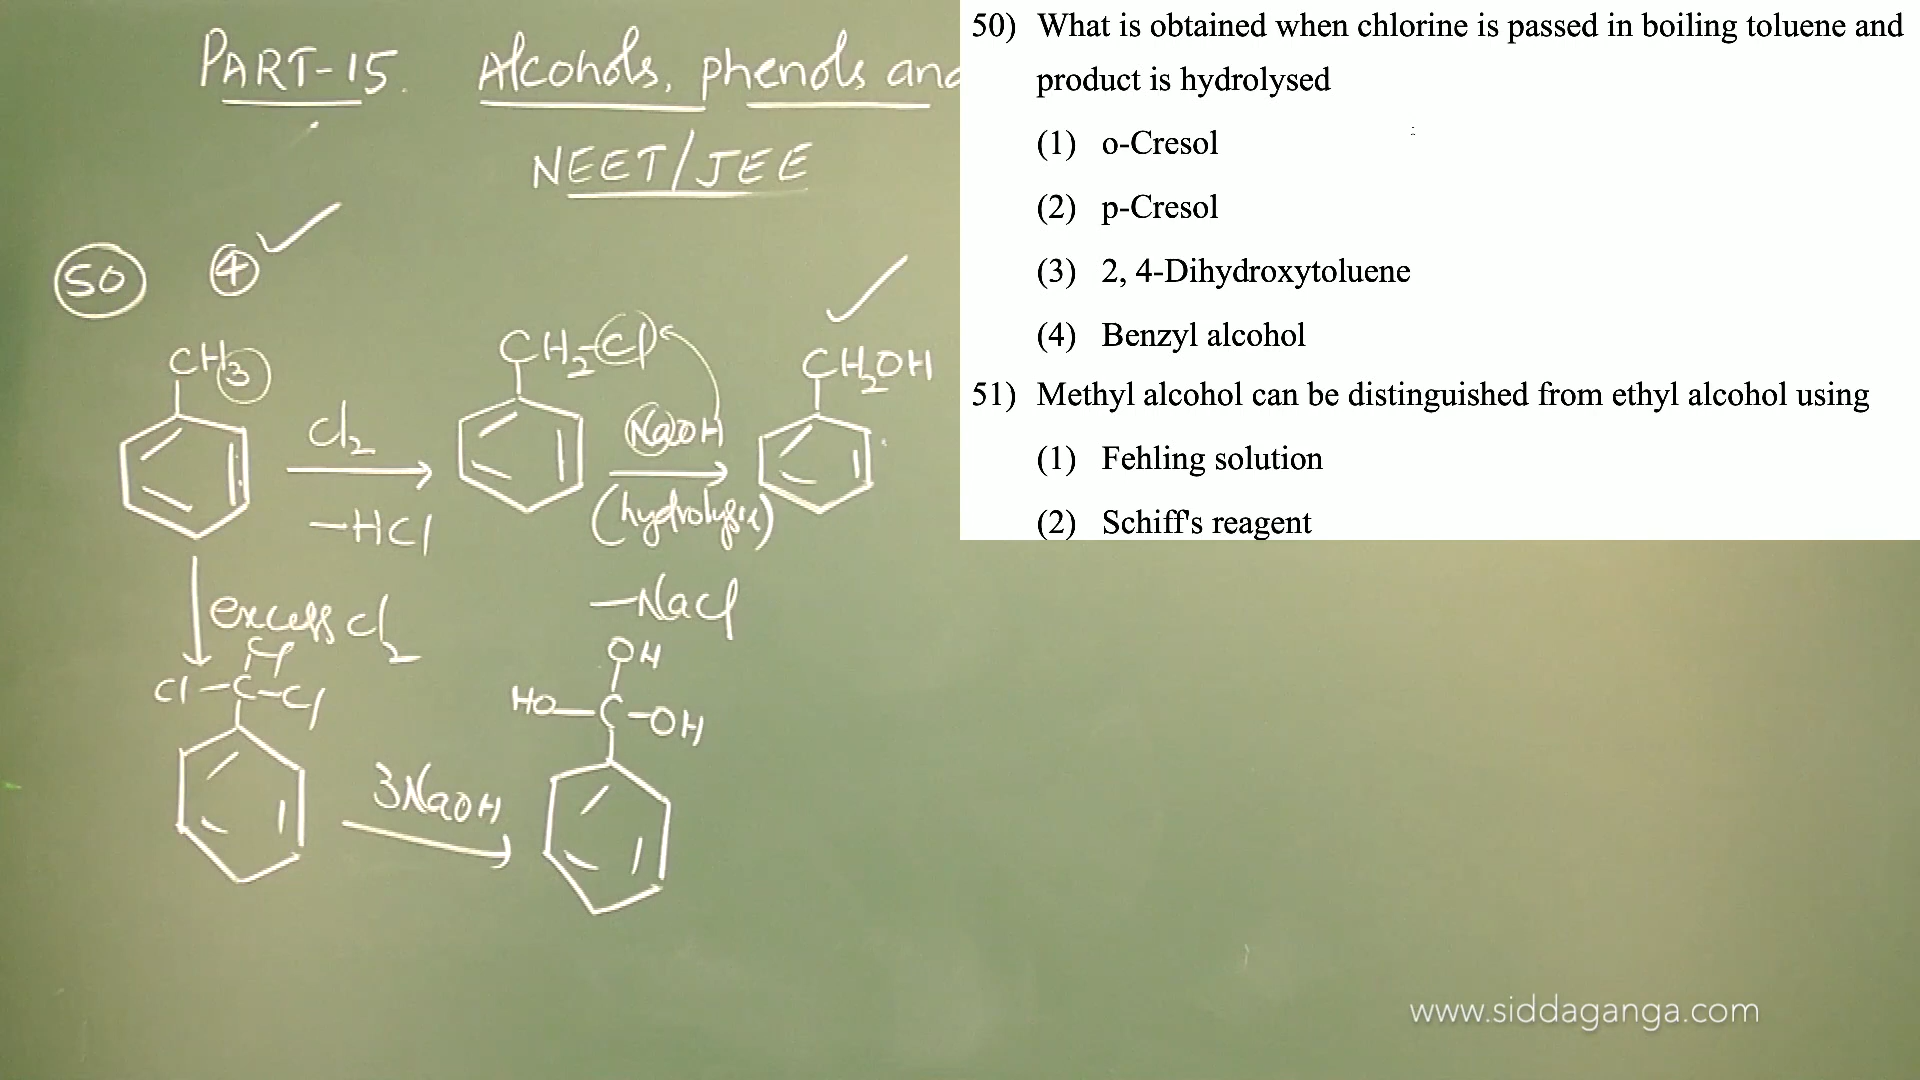 PART-15. Alcohols, phenols and
NEET/JEE
50) What is obtained when chlorine is passed in boiling toluene and
product is hydrolysed
(1) o-Cresol
(2) p-Cresol
(3) 2, 4-Dihydroxytoluene
(4) Benzyl alcohol
51) Methyl alcohol can be distinguished from ethyl alcohol using
(1) Fehling solution
(2) Schiff's reagent
50 4
CH3
Cl2
-HCl
CH2-Cl
NaOH
(hydrolysis)
-NaCl
CH2OH
excess Cl2
Cl
Cl-C-Cl
3NaOH
OH
HO-C-OH
www.siddaganga.com